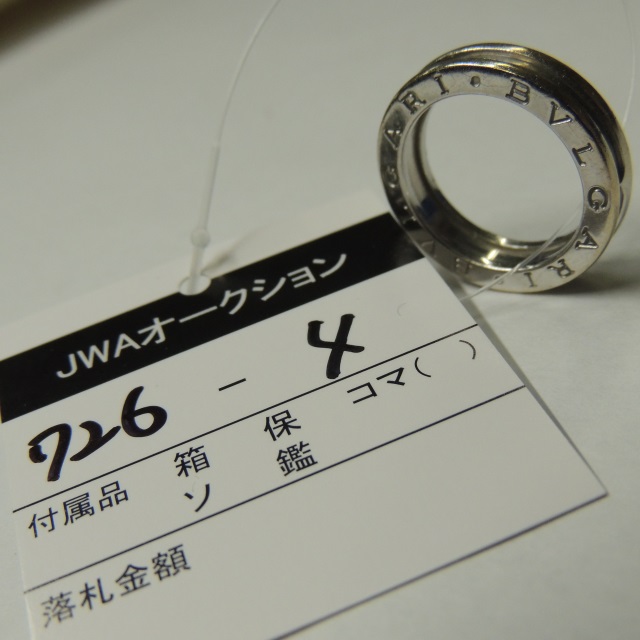 BVLGARI • BVLGARI
JWAオークション
726 - 4
付属品 箱 保 コマ( )
ソ 鑑
落札金額